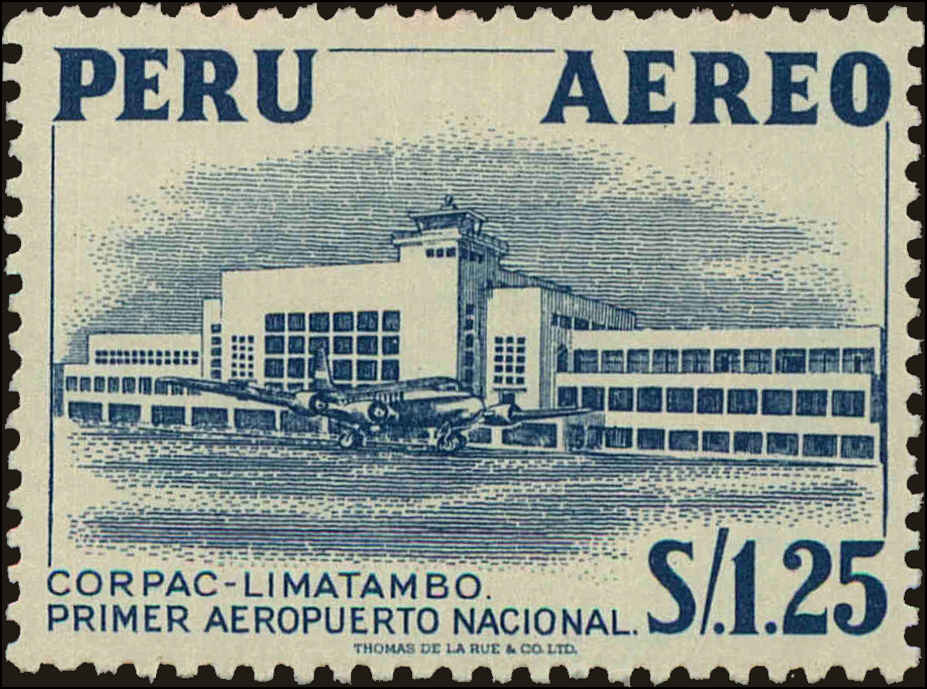 PERU AEREO
CORPAC-LIMATAMBO.
PRIMER AEROPUERTO NACIONAL.
S/.1.25
THOMAS DE LA RUE & CO. LTD.